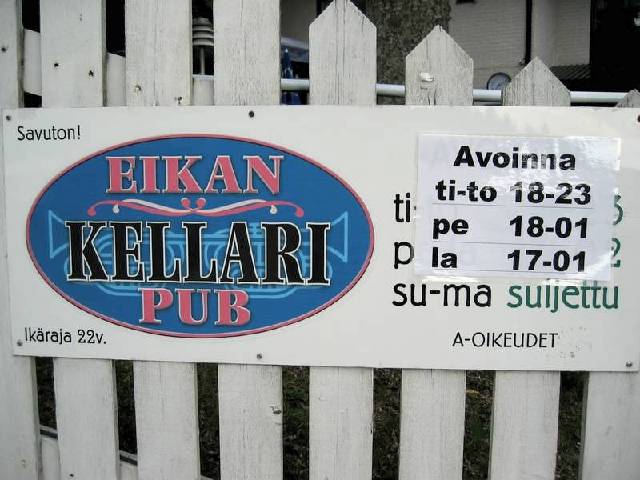 Savuton!
EIKAN
KELLARI
PUB
Ikäraja 22v.
Avoinna
ti-to 18-23
pe 18-01
la 17-01
ti-
su-ma suljettu
A-OIKEUDET